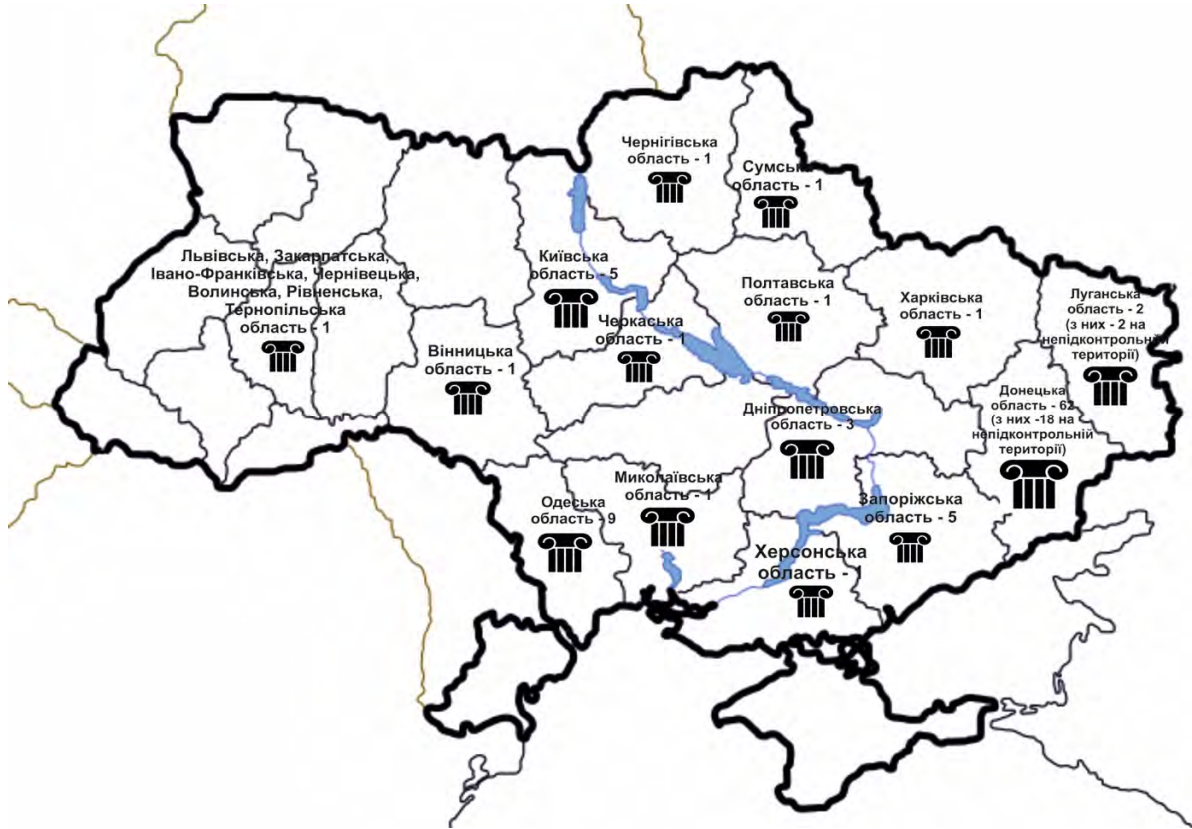 Чернігівська
область - 1
Сумська
область - 1
Львівська, Закарпатська,
Івано-Франківська, Чернівецька,
Волинська, Рівненська,
Тернопільська
область - 1
Київська
область - 5
Черкаська
область - 1
Вінницька
область - 1
Полтавська
область - 1
Харківська
область - 1
Луганська
область - 2
(з них - 2 на
непідконтрольній
території)
Донецька
область - 62
(з них -18 на
непідконтрольній
території)
Дніпропетровська
область - 3
Миколаївська
область - 1
Одеська
область - 9
Запоріжська
область - 5
Херсонська
область - 1